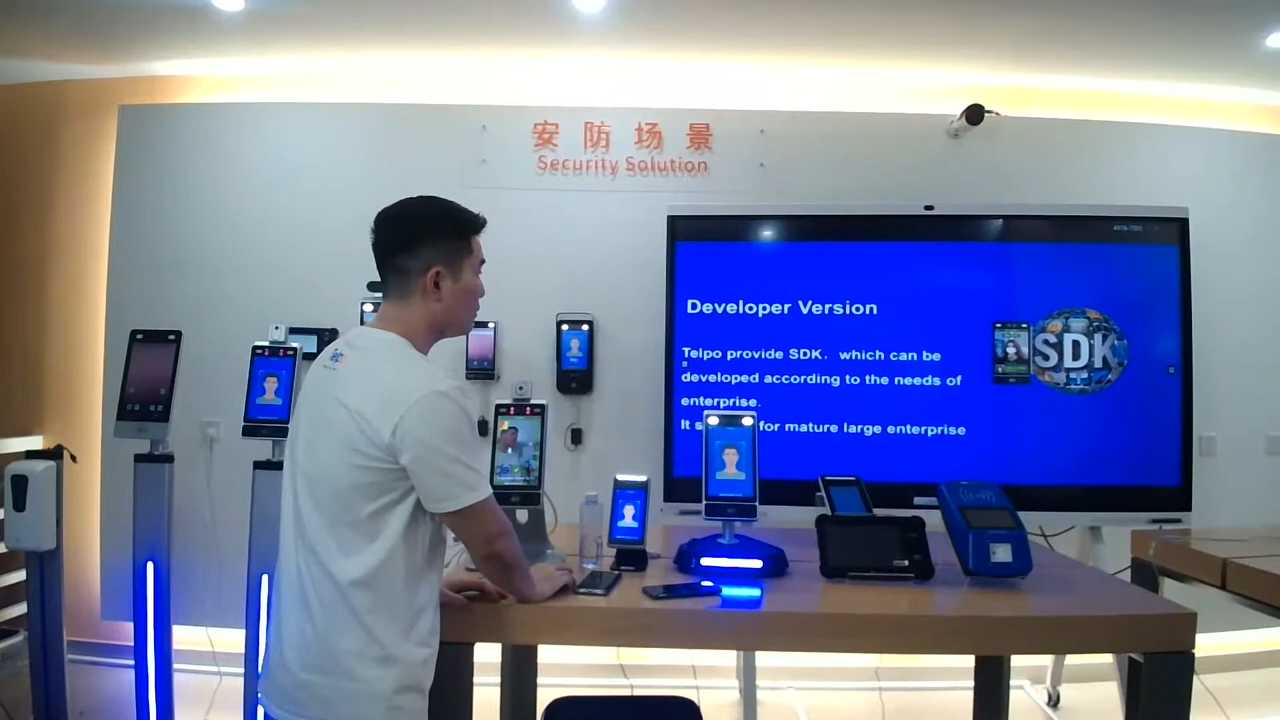 安防场景
Security Solution
Developer Version
Telpo provide SDK, which can be
developed according to the needs of
enterprise.
It s for mature large enterprise
SDK